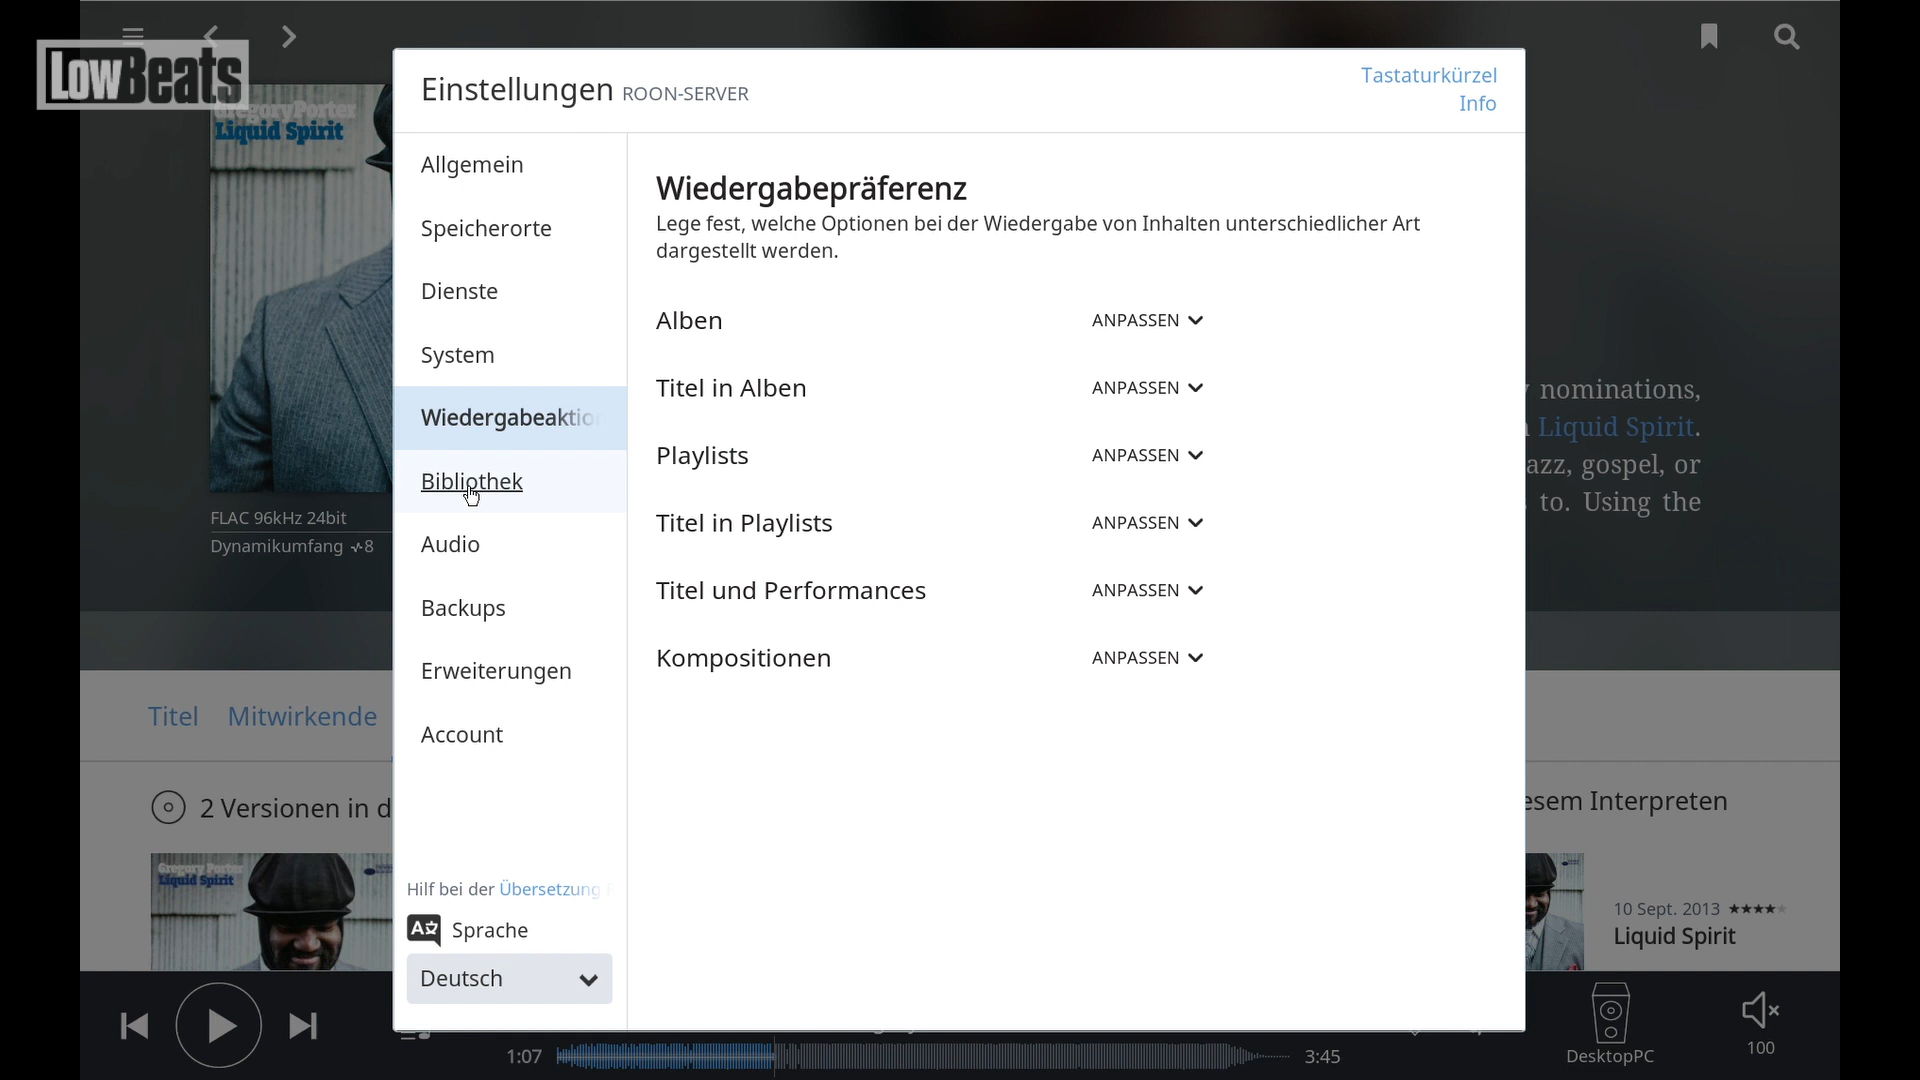 LowBeats
Einstellungen ROON-SERVER
Tastaturkürzel
Info
Allgemein
Speicherorte
Dienste
System
Wiedergabeaktion
Bibliothek
Audio
Backups
Erweiterungen
Account
Hilf bei der Übersetzung
Sprache
Deutsch
Wiedergabepräferenz
Lege fest, welche Optionen bei der Wiedergabe von Inhalten unterschiedlicher Art
dargestellt werden.
Alben ANPASSEN
Titel in Alben ANPASSEN
Playlists ANPASSEN
Titel in Playlists ANPASSEN
Titel und Performances ANPASSEN
Kompositionen ANPASSEN
GregoryPorter
Liquid Spirit
FLAC 96kHz 24bit
Dynamikumfang 8
nominations,
Liquid Spirit.
azz, gospel, or
to. Using the
Titel Mitwirkende
2 Versionen in d
esem Interpreten
Gregory Porter
Liquid Spirit
10 Sept. 2013
Liquid Spirit
1:07
3:45
DesktopPC
100